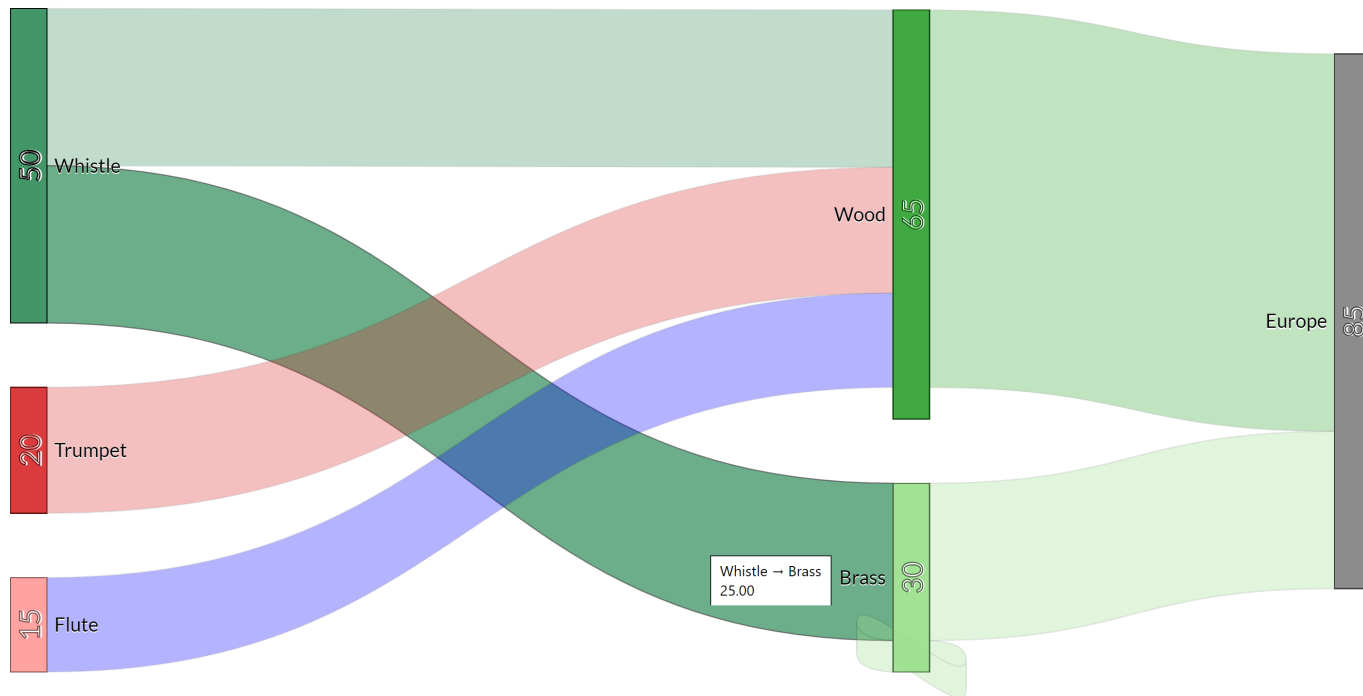 50
Whistle
Wood
65
Europe
85
20
Trumpet
Whistle → Brass
25.00
Brass
30
15
Flute